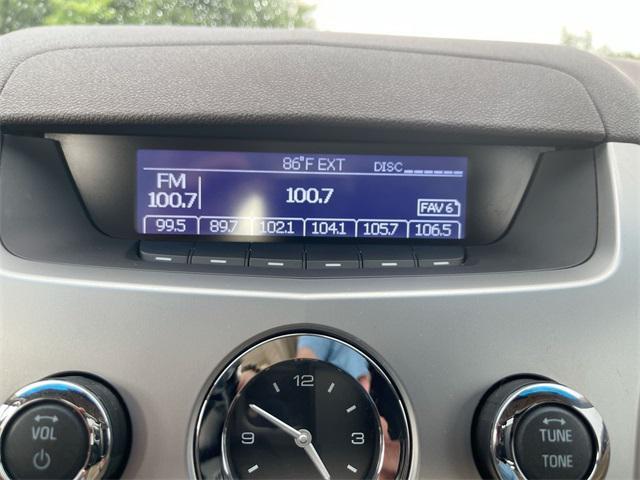 86°F EXT DISC
FM
100.7 100.7
FAV 6
99.5 89.7 102.1 104.1 105.7 106.5
12
9 3
VOL
TUNE
TONE